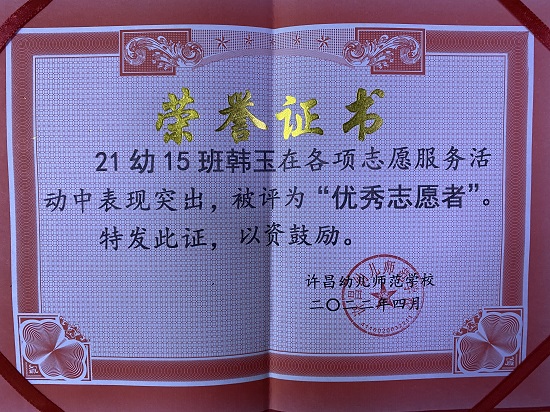 荣誉证书
21幼15班韩玉在各项志愿服务活
动中表现突出，被评为“优秀志愿者”。
特发此证，以资鼓励。
许昌幼儿师范学校
二〇二二年四月